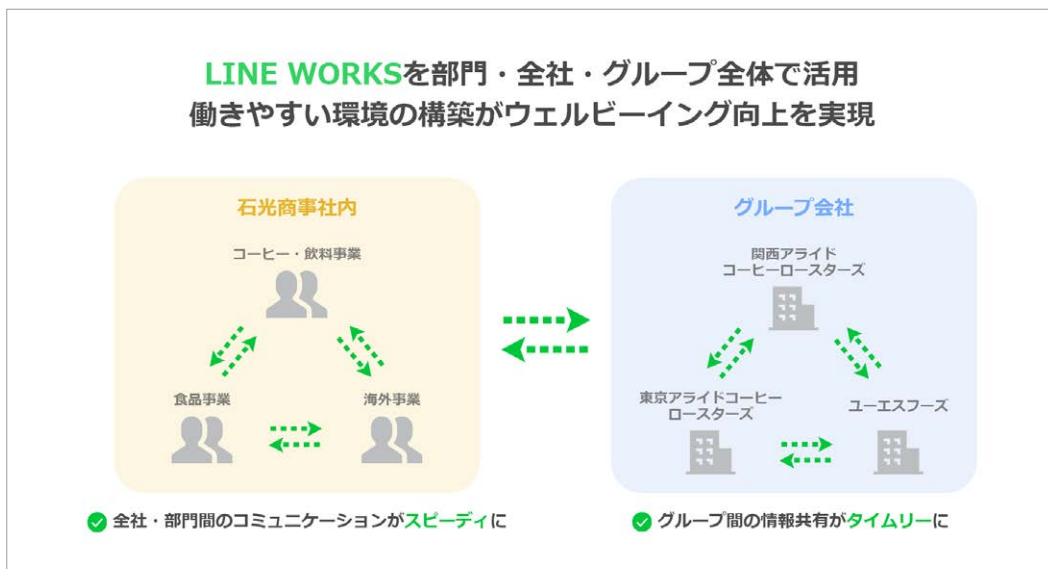 LINE WORKSを部門・全社・グループ全体で活用
働きやすい環境の構築がウェルビーイング向上を実現
石光商事社内
コーヒー・飲料事業
食品事業
海外事業
全社・部門間のコミュニケーションがスピーディに
グループ会社
関西アライド
コーヒーロースターズ
東京アライドコーヒー
ロースターズ
ユーエスフーズ
グループ間の情報共有がタイムリーに